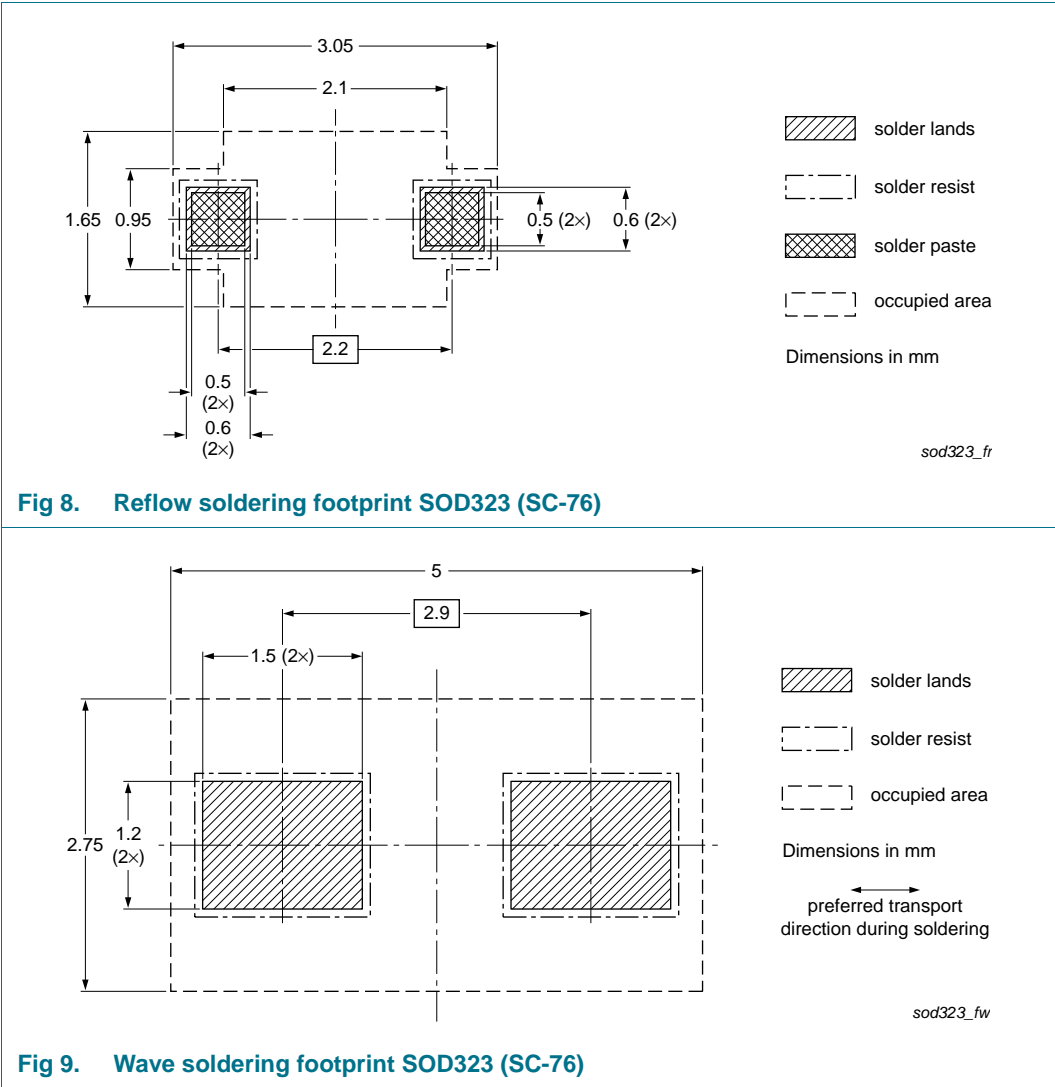 3.05
2.1
solder lands
solder resist
1.65 0.95
0.5 (2×) 0.6 (2×)
solder paste
occupied area
2.2
Dimensions in mm
0.5
(2×)
0.6
(2×)
sod323_fr
Fig 8. Reflow soldering footprint SOD323 (SC-76)
5
2.9
1.5 (2×)
solder lands
solder resist
occupied area
2.75 1.2
(2×)
Dimensions in mm
preferred transport
direction during soldering
sod323_fw
Fig 9. Wave soldering footprint SOD323 (SC-76)